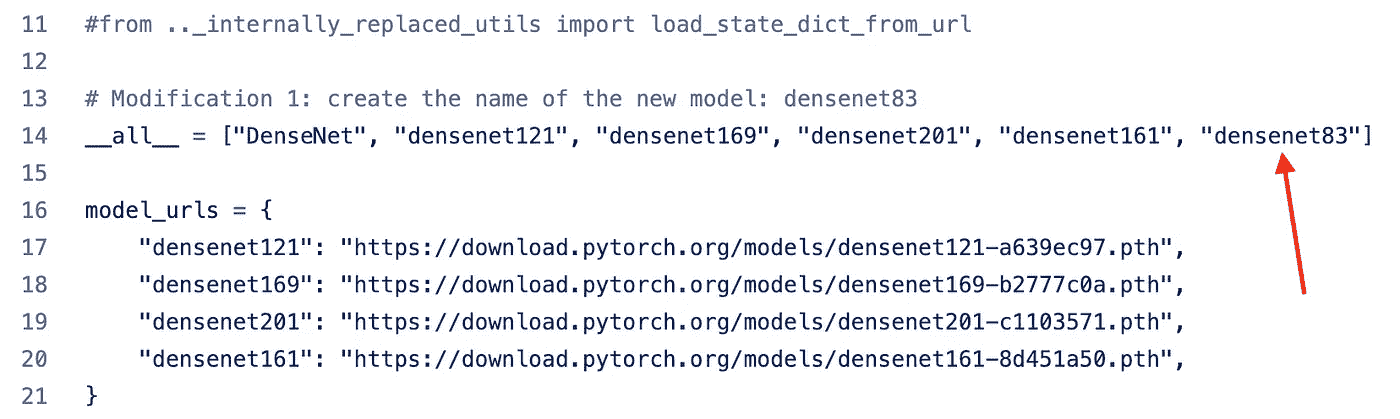 11 #from .._internally_replaced_utils import load_state_dict_from_url
12
13 # Modification 1: create the name of the new model: densenet83
14 __all__ = ["DenseNet", "densenet121", "densenet169", "densenet201", "densenet161", "densenet83"]
15
16 model_urls = {
17     "densenet121": "https://download.pytorch.org/models/densenet121-a639ec97.pth",
18     "densenet169": "https://download.pytorch.org/models/densenet169-b2777c0a.pth",
19     "densenet201": "https://download.pytorch.org/models/densenet201-c1103571.pth",
20     "densenet161": "https://download.pytorch.org/models/densenet161-8d451a50.pth",
21 }